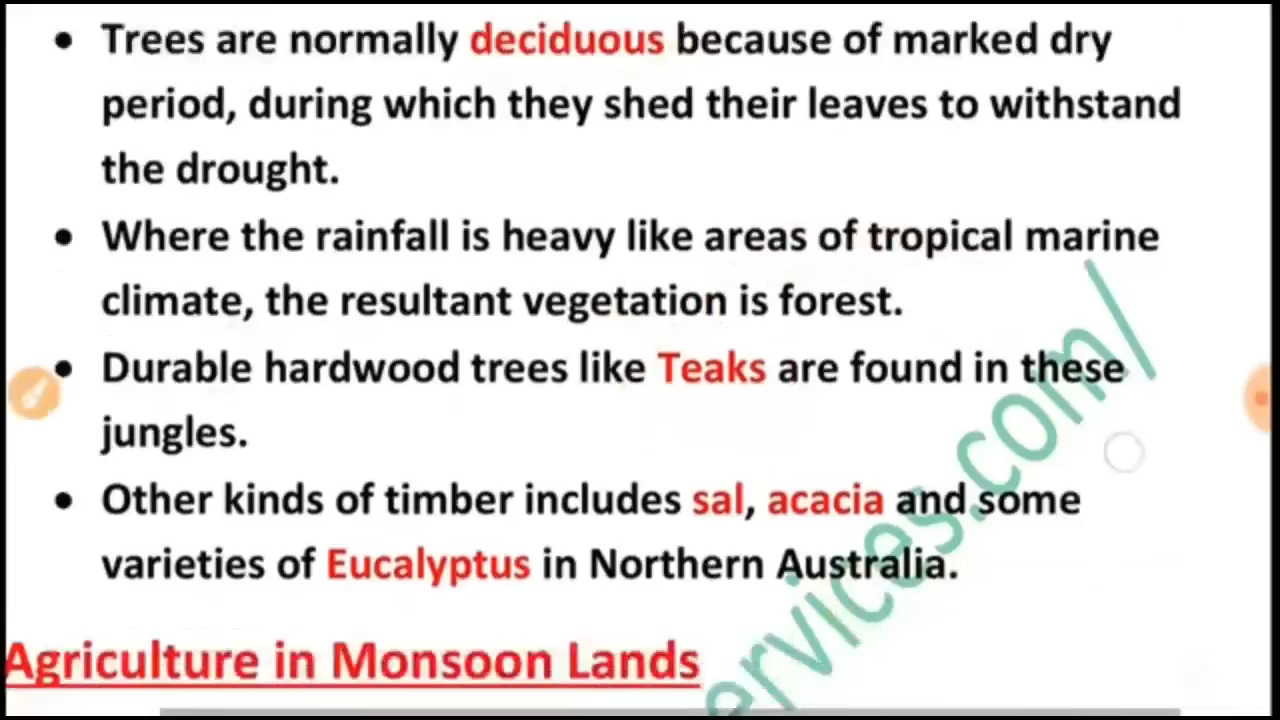 • Trees are normally deciduous because of marked dry
period, during which they shed their leaves to withstand
the drought.
• Where the rainfall is heavy like areas of tropical marine
climate, the resultant vegetation is forest.
• Durable hardwood trees like Teaks are found in these
jungles.
• Other kinds of timber includes sal, acacia and some
varieties of Eucalyptus in Northern Australia.
Agriculture in Monsoon Lands
ervices.com/